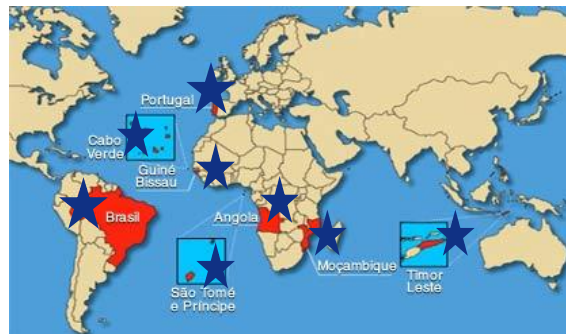 Portugal
Cabo
Verde
Guiné
Bissau
Brasil
Angola
São Tomé
e Príncipe
Moçambique
Timor
Leste